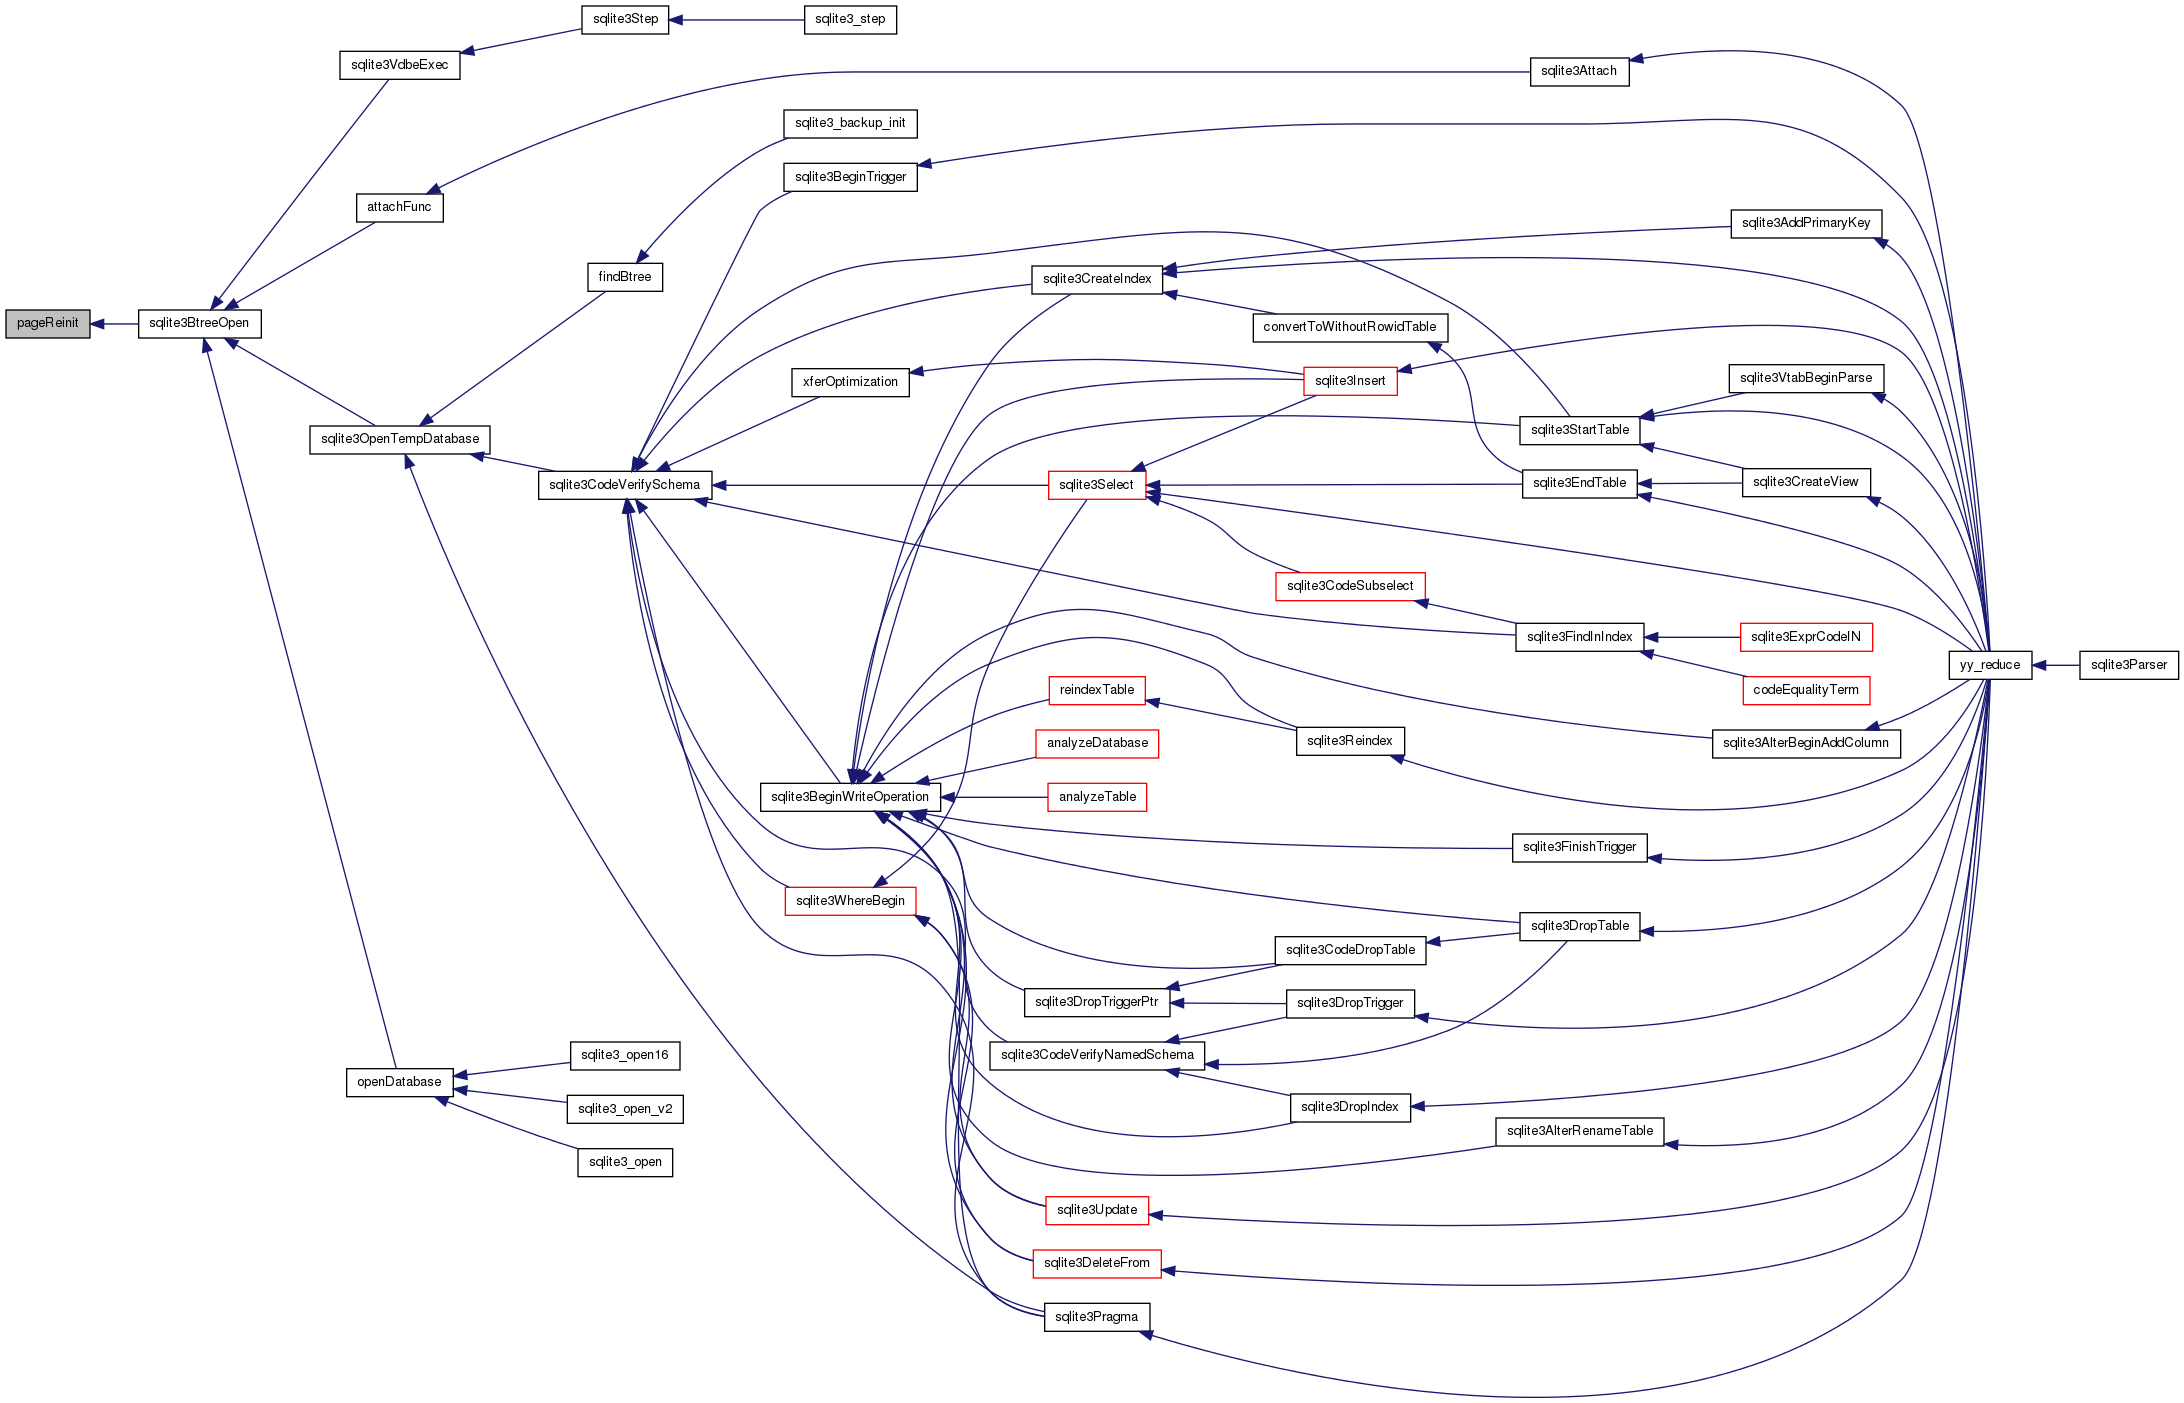 sqlite3Step
sqlite3_step
sqlite3VdbeExec
sqlite3Attach
sqlite3_backup_init
sqlite3BeginTrigger
attachFunc
sqlite3AddPrimaryKey
findBtree
sqlite3CreateIndex
pageReinit
sqlite3BtreeOpen
convertToWithoutRowidTable
xferOptimization
sqlite3Insert
sqlite3VtabBeginParse
sqlite3OpenTempDatabase
sqlite3StartTable
sqlite3CodeVerifySchema
sqlite3Select
sqlite3EndTable
sqlite3CreateView
sqlite3CodeSubselect
sqlite3FindInIndex
sqlite3ExprCodeIN
yy_reduce
sqlite3Parser
reindexTable
codeEqualityTerm
analyzeDatabase
sqlite3Reindex
sqlite3AlterBeginAddColumn
sqlite3BeginWriteOperation
analyzeTable
sqlite3FinishTrigger
sqlite3WhereBegin
sqlite3DropTable
sqlite3CodeDropTable
sqlite3DropTriggerPtr
sqlite3DropTrigger
sqlite3_open16
sqlite3CodeVerifyNamedSchema
openDatabase
sqlite3_open_v2
sqlite3DropIndex
sqlite3AlterRenameTable
sqlite3_open
sqlite3Update
sqlite3DeleteFrom
sqlite3Pragma